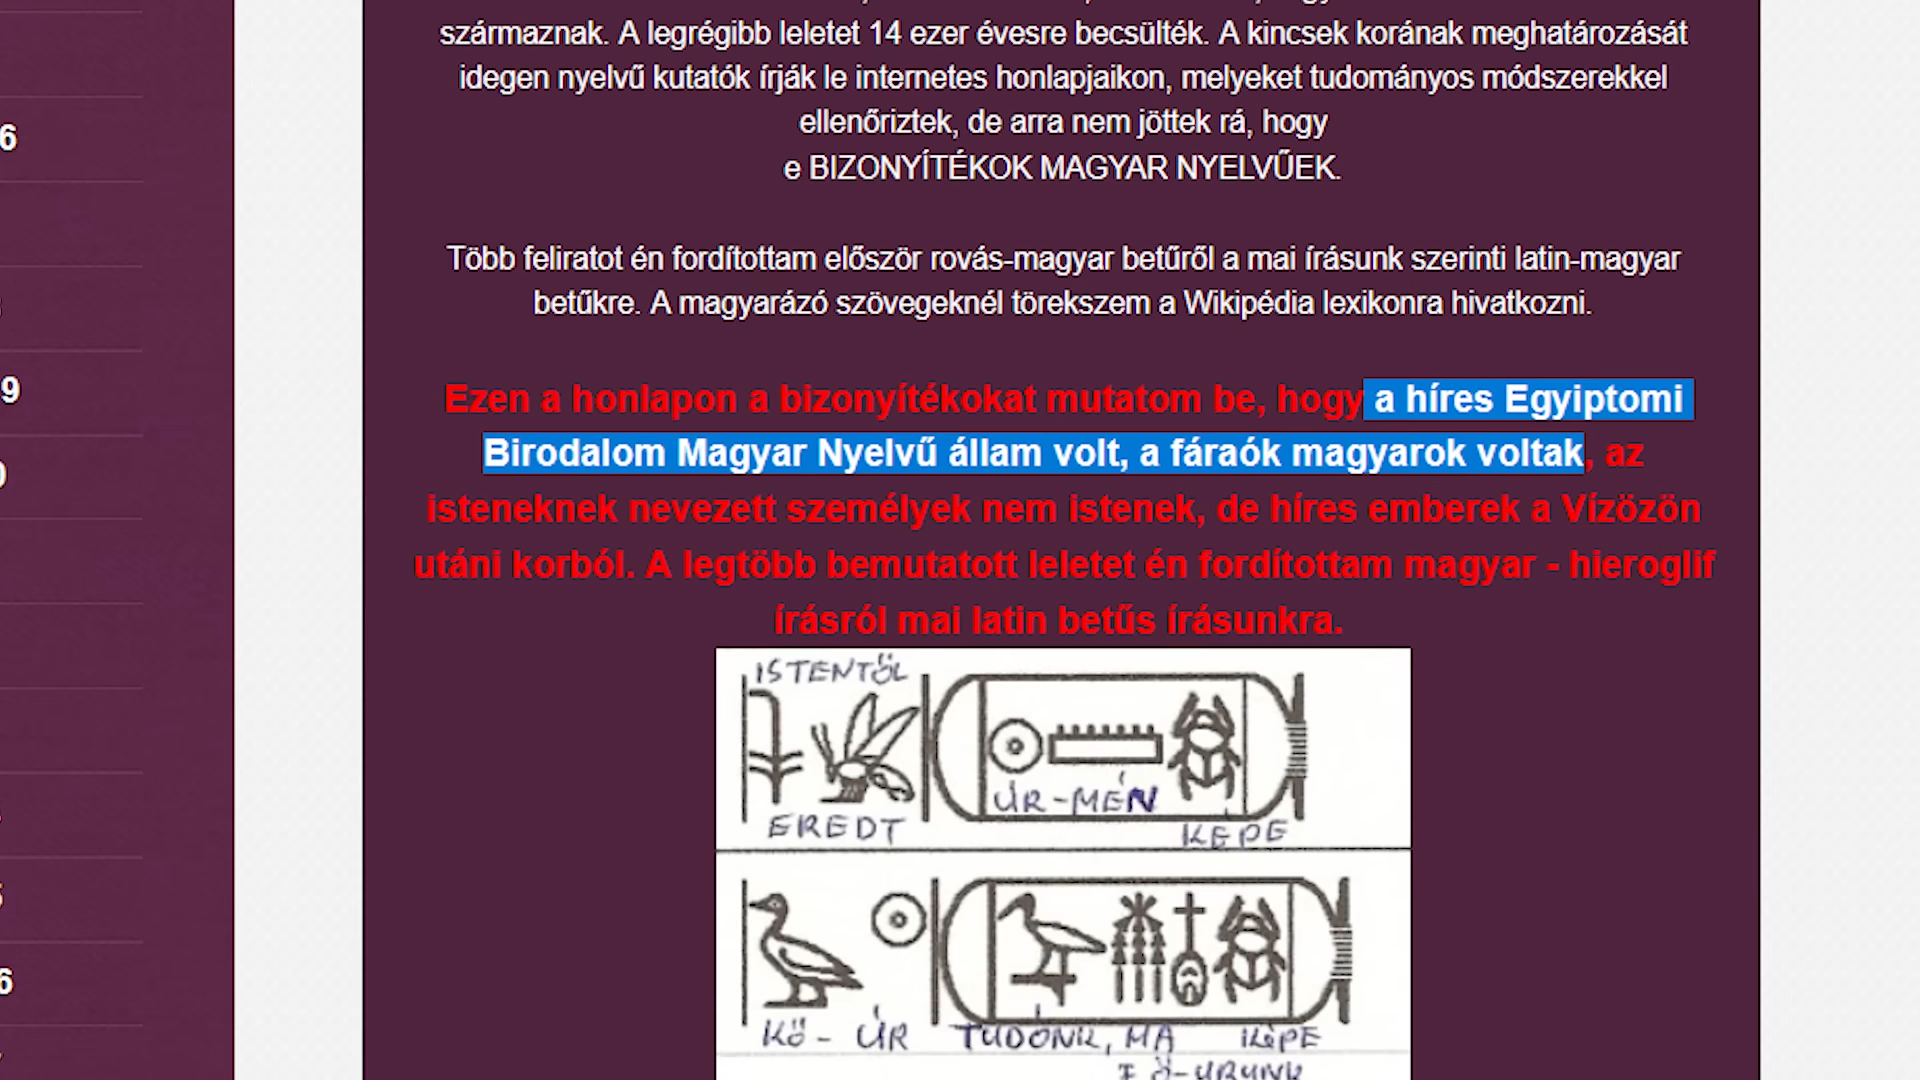 származnak. A legrégibb leletet 14 ezer évesre becsülték. A kincsek korának meghatározását
idegen nyelvű kutatók írják le internetes honlapjaikon, melyeket tudományos módszerekkel
ellenőriztek, de arra nem jöttek rá, hogy
e BIZONYÍTÉKOK MAGYAR NYELVŰEK.
Több feliratot én fordítottam először rovás-magyar betűről a mai írásunk szerinti latin-magyar
betűkre. A magyarázó szövegeknél törekszem a Wikipédia lexikonra hivatkozni.
Ezen a honlapon a bizonyítékokat mutatom be, hogy a híres Egyiptomi
Birodalom Magyar Nyelvű állam volt, a fáraók magyarok voltak, az
isteneknek nevezett személyek nem istenek, de híres emberek a Vízözön
utáni korból. A legtöbb bemutatott leletet én fordítottam magyar - hieroglif
írásról mai latin betűs írásunkra.
ISTENTŐL
ÚR-MÉN
EREDT
KÉPE
KŐ - ÚR TUDÓNK, MA KÉPE
6
9
6